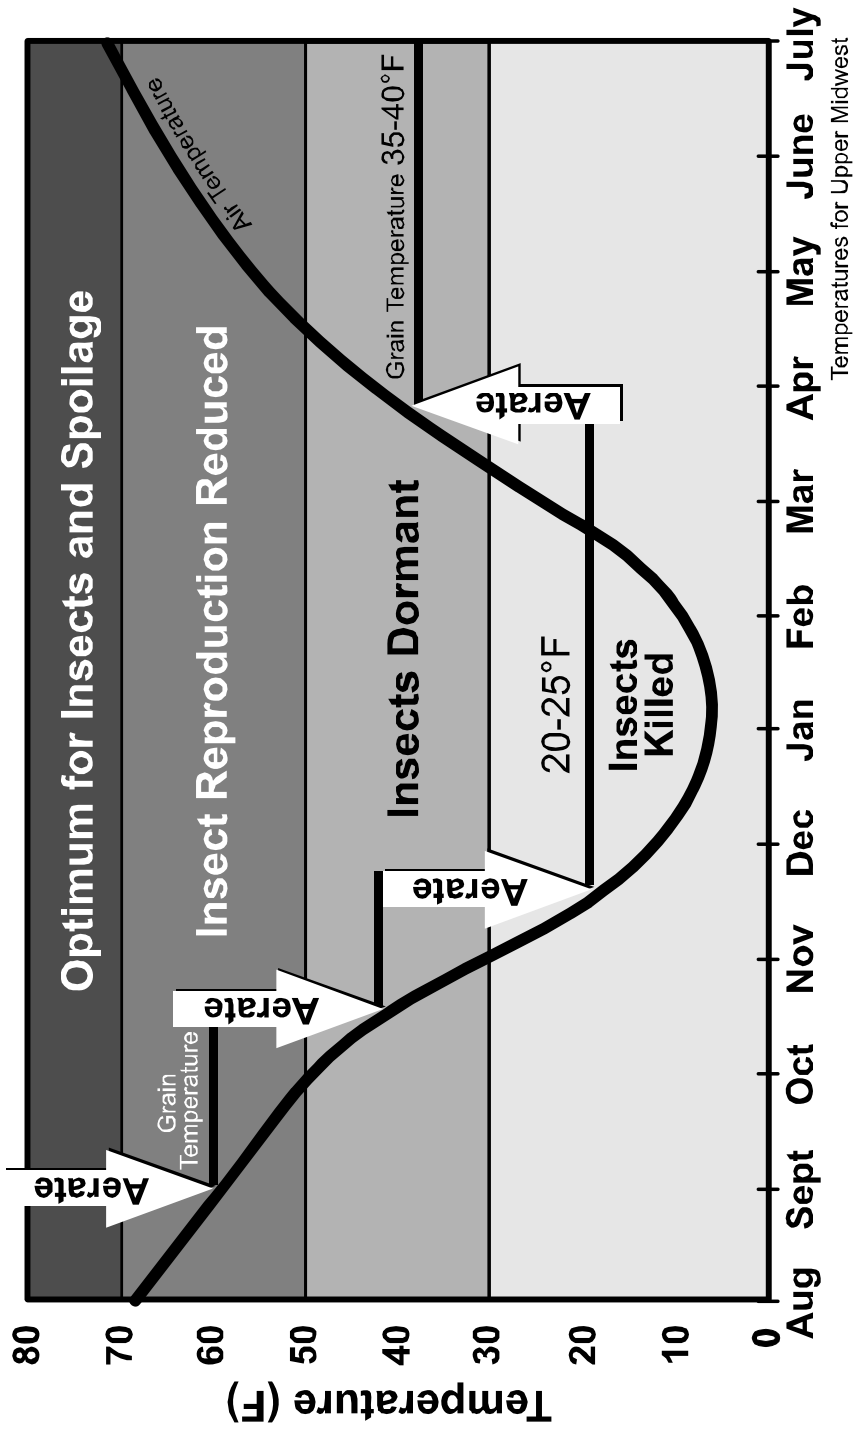 Optimum for Insects and Spoilage
Air Temperature
Insect Reproduction Reduced
Grain
Temperature
Grain Temperature 35-40°F
Insects Dormant
20-25°F
Insects
Killed
Aerate
Aerate
Aerate
Aerate
Temperature (F)
80
70
60
50
40
30
20
10
0
Aug Sept Oct Nov Dec Jan Feb Mar Apr May June July
Temperatures for Upper Midwest